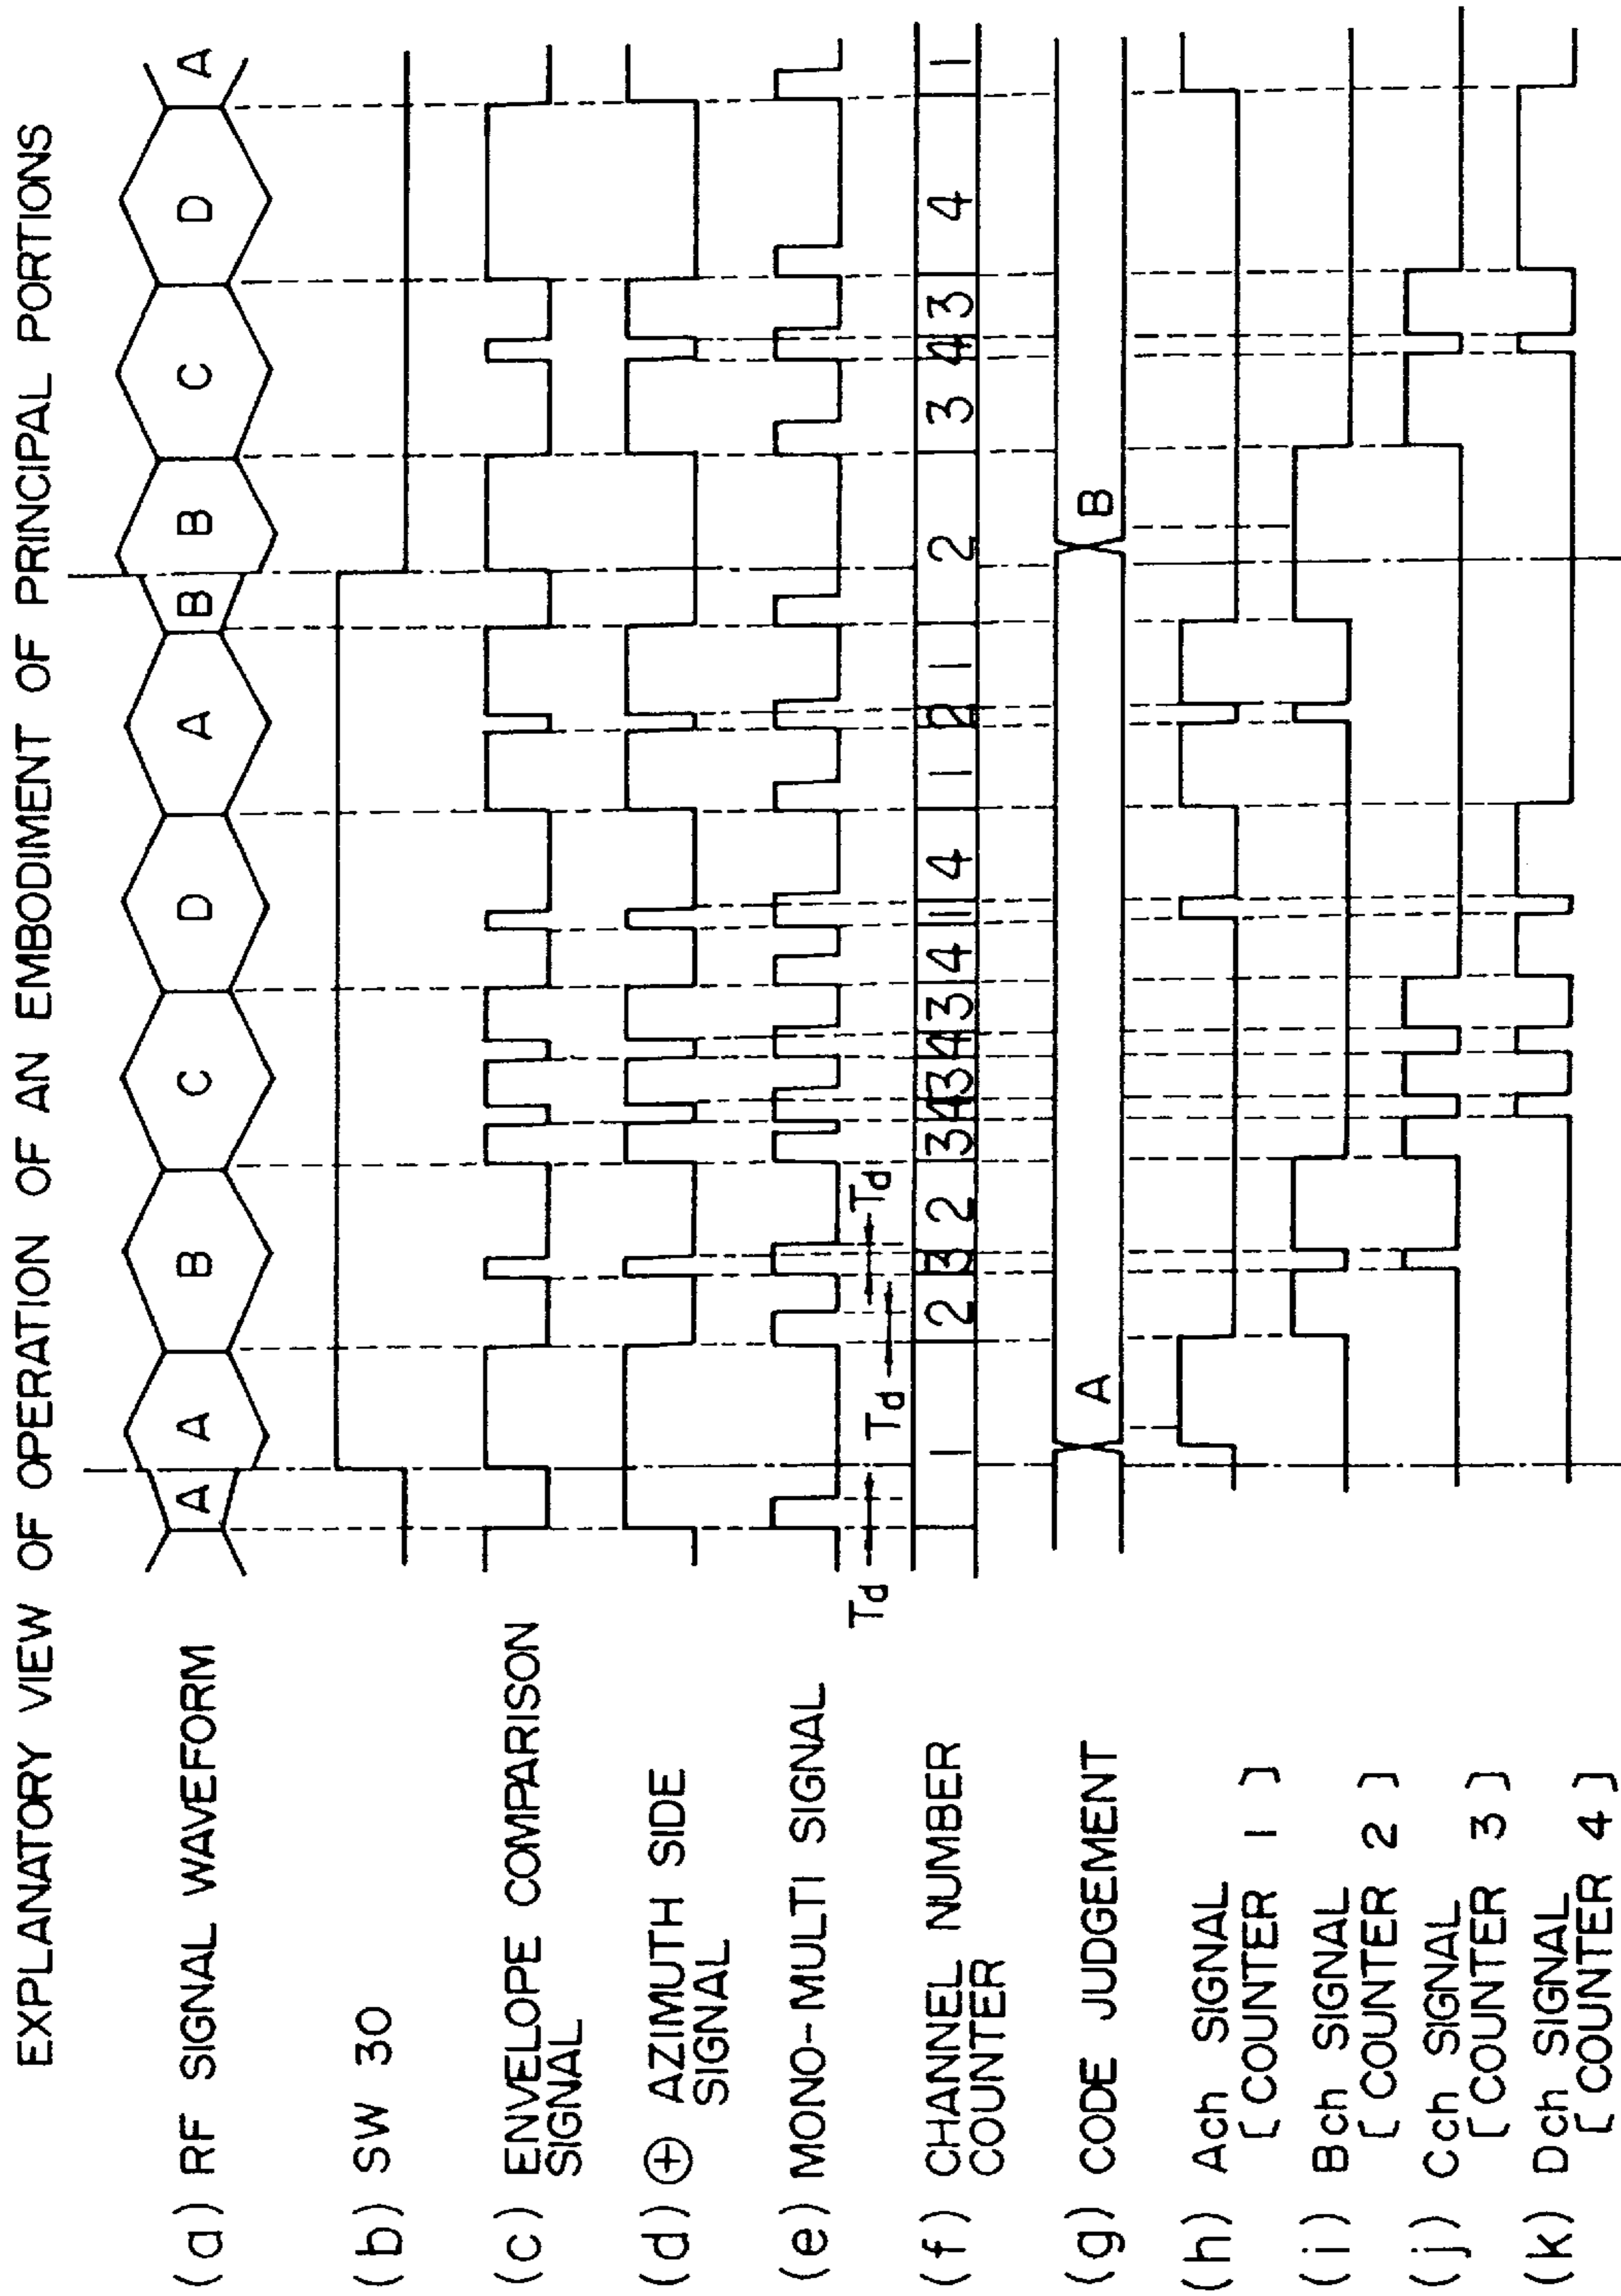 EXPLANATORY VIEW OF OPERATION OF AN EMBODIMENT OF PRINCIPAL PORTIONS
(a) RF SIGNAL WAVEFORM
A A B C D A B B C D A
(b) SW 30
(c) ENVELOPE COMPARISON
SIGNAL
(d) ⊕ AZIMUTH SIDE
SIGNAL
(e) MONO-MULTI SIGNAL
Td Td Td
(f) CHANNEL NUMBER
COUNTER
1 2 3 2 3 4 3 4 3 4 1 4 1 2 1 2 3 4 3 4 1
(g) CODE JUDGEMENT
A B
(h) Ach SIGNAL
[ COUNTER 1 ]
(i) Bch SIGNAL
[ COUNTER 2 ]
(j) Cch SIGNAL
[ COUNTER 3 ]
(k) Dch SIGNAL
[ COUNTER 4 ]